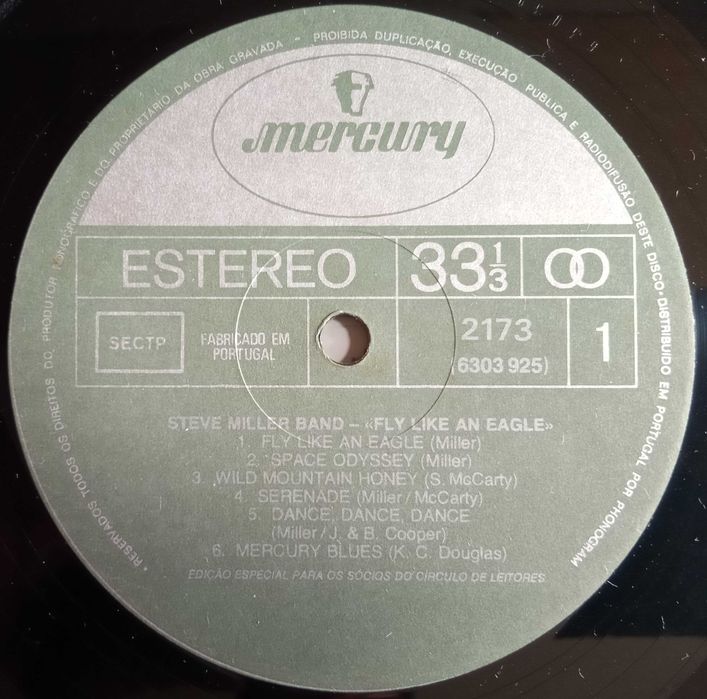 • RESERVADOS TODOS OS DIREITOS DO PRODUTOR FONOGRÁFICO E DO PROPRIETÁRIO DA OBRA GRAVADA - PROIBIDA DUPLICAÇÃO, EXECUÇÃO PÚBLICA E RADIODIFUSÃO DESTE DISCO-DISTRIBUIDO EM PORTUGAL POR PHONOGRAM
mercury
ESTEREO 33⅓
SECTP
FABRICADO EM
PORTUGAL
2173
(6303 925)
1
STEVE MILLER BAND – «FLY LIKE AN EAGLE»
1. FLY LIKE AN EAGLE (Miller)
2. SPACE ODYSSEY (Miller)
3. WILD MOUNTAIN HONEY (S. McCarty)
4. SERENADE (Miller/McCarty)
5. DANCE, DANCE, DANCE
(Miller/J. & B. Cooper)
6. MERCURY BLUES (K. C. Douglas)
EDIÇÃO ESPECIAL PARA OS SÓCIOS DO CÍRCULO DE LEITORES